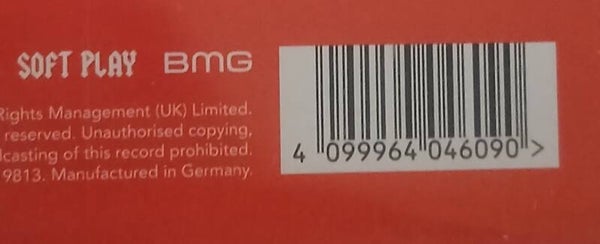 SOFT PLAY BMG
Rights Management (UK) Limited.
reserved. Unauthorised copying,
dcasting of this record prohibited.
9813. Manufactured in Germany.
4 099964 046090 >